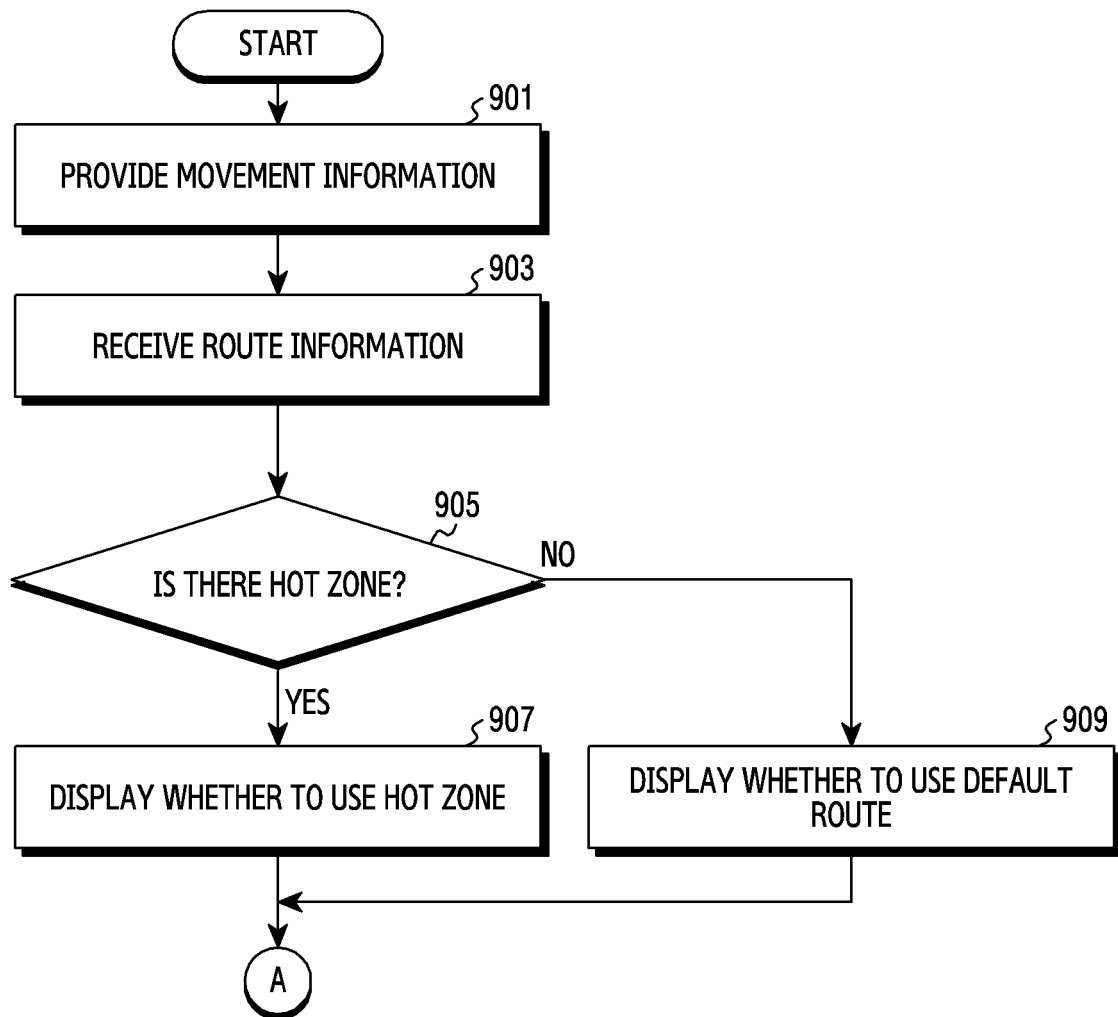 START
901
PROVIDE MOVEMENT INFORMATION
903
RECEIVE ROUTE INFORMATION
905
IS THERE HOT ZONE?
NO
YES
907
DISPLAY WHETHER TO USE HOT ZONE
909
DISPLAY WHETHER TO USE DEFAULT
ROUTE
A